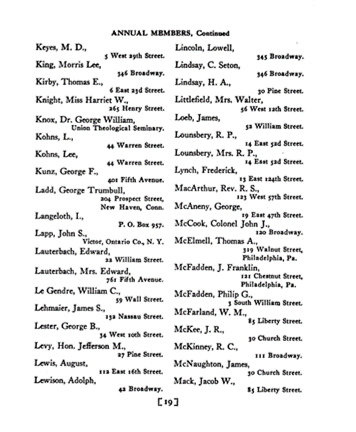 ANNUAL MEMBERS, Continued
Keyes, M. D.,
5 West 29th Street.
King, Morris Lee,
346 Broadway.
Kirby, Thomas E.,
6 East 23d Street.
Knight, Miss Harriet W.,
265 Henry Street.
Knox, Dr. George William,
Union Theological Seminary.
Kohns, L.,
44 Warren Street.
Kohns, Lee,
44 Warren Street.
Kunz, George F.,
401 Fifth Avenue.
Ladd, George Trumbull,
204 Prospect Street,
New Haven, Conn.
Langeloth, I.,
P. O. Box 957.
Lapp, John S.,
Victor, Ontario Co., N. Y.
Lauterbach, Edward,
22 William Street.
Lauterbach, Mrs. Edward,
761 Fifth Avenue.
Le Gendre, William C.,
59 Wall Street.
Lehmaier, James S.,
132 Nassau Street.
Lester, George B.,
34 West 10th Street.
Levy, Hon. Jefferson M.,
27 Pine Street.
Lewis, August,
112 East 16th Street.
Lewison, Adolph,
42 Broadway.
Lincoln, Lowell,
345 Broadway.
Lindsay, C. Seton,
346 Broadway.
Lindsay, H. A.,
30 Pine Street.
Littlefield, Mrs. Walter,
56 West 12th Street.
Loeb, James,
52 William Street.
Lounsbery, R. P.,
14 East 52d Street.
Lounsbery, Mrs. R. P.,
14 East 52d Street.
Lynch, Frederick,
13 East 124th Street.
MacArthur, Rev. R. S.,
123 West 57th Street.
McAneny, George,
19 East 47th Street.
McCook, Colonel John J.,
120 Broadway.
McElmell, Thomas A.,
319 Walnut Street,
Philadelphia, Pa.
McFadden, J. Franklin,
121 Chestnut Street,
Philadelphia, Pa.
McFadden, Philip G.,
3 South William Street.
McFarland, W. M.,
85 Liberty Street.
McKee, J. R.,
30 Church Street.
McKinney, R. C.,
111 Broadway.
McNaughton, James,
30 Church Street.
Mack, Jacob W.,
85 Liberty Street.
[19]